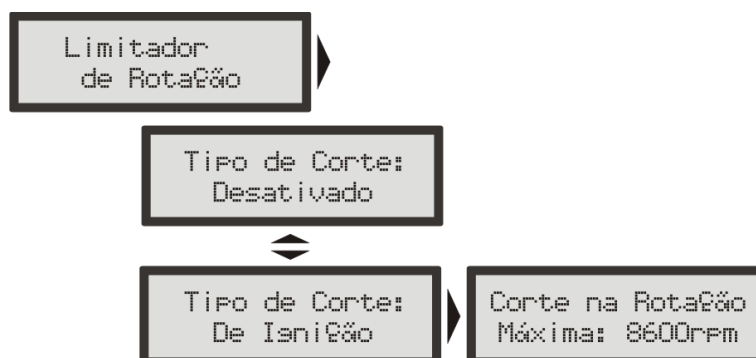 Limitador
de Rotação
Tipo de Corte:
Desativado
Tipo de Corte:
De Ignição
Corte na Rotação
Máxima: 8600rpm